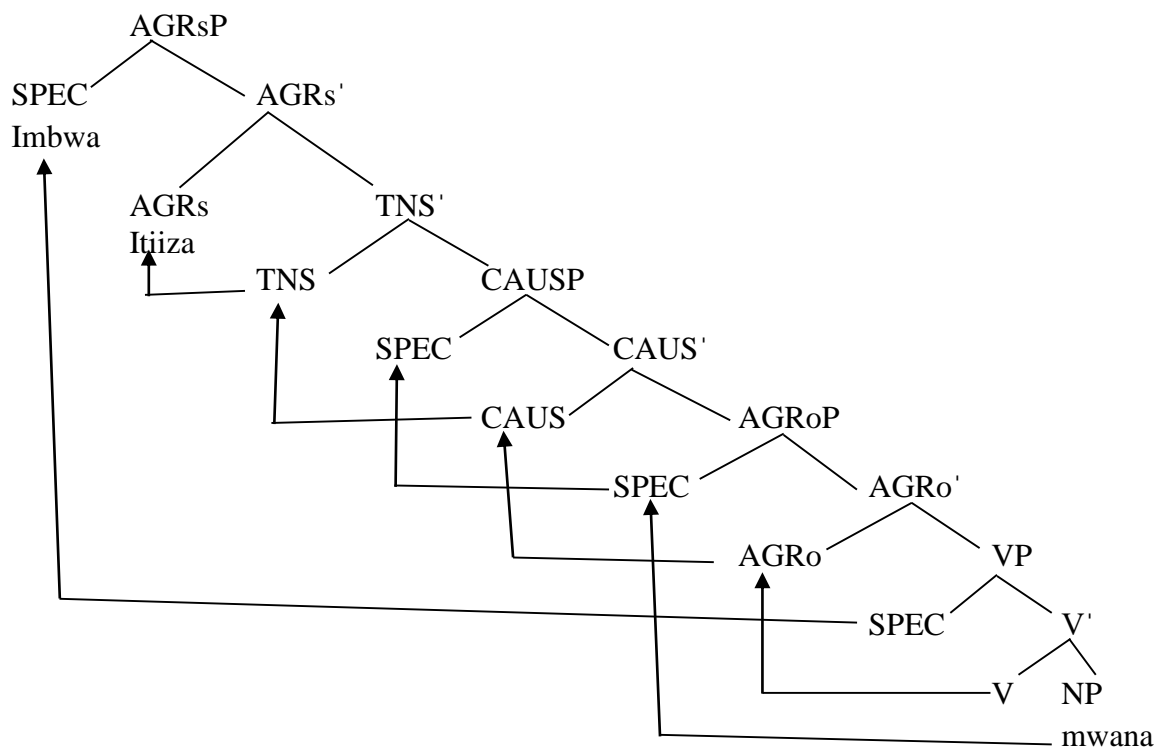 AGRsP
SPEC AGRs'
Imbwa
AGRs TNS'
Itiiza
TNS CAUSP
SPEC CAUS'
CAUS AGRoP
SPEC AGRo'
AGRo VP
SPEC V'
V NP
mwana